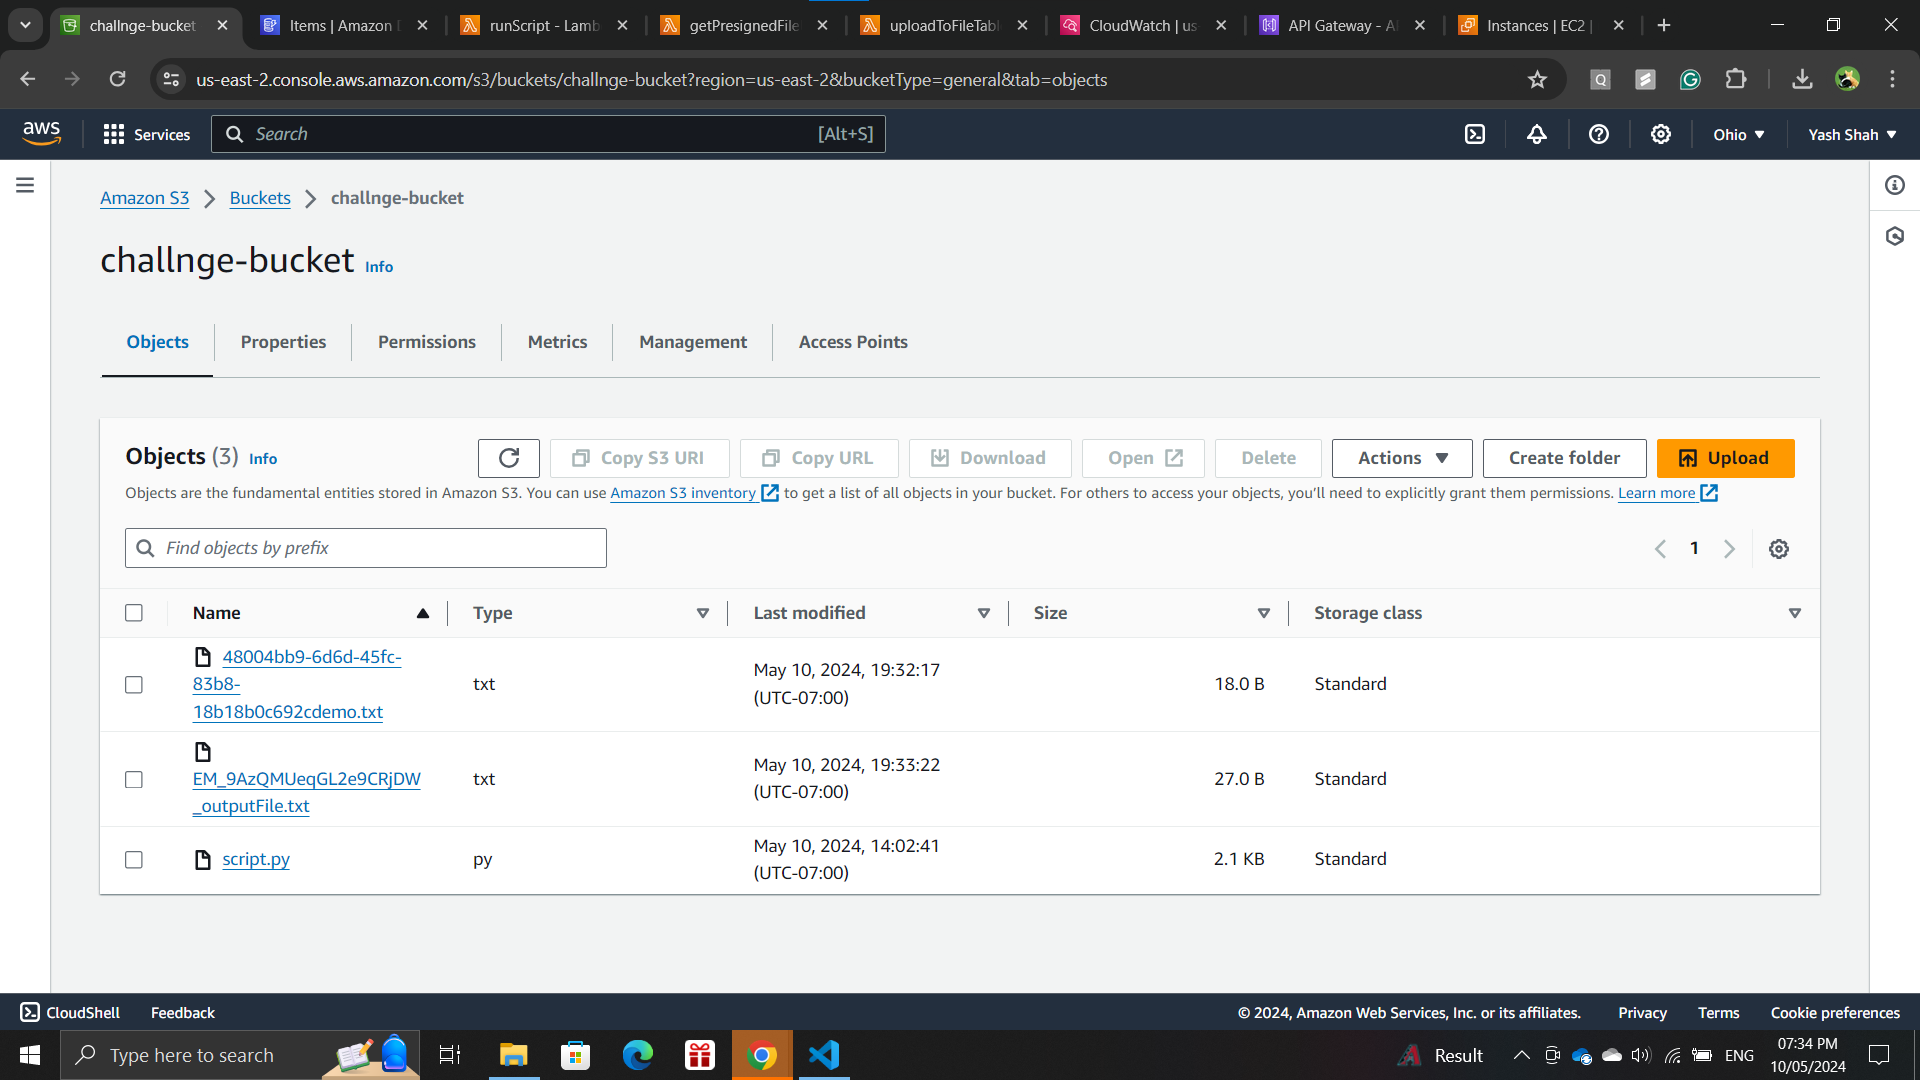 challnge-bucket
Items | Amazon D
runScript - Lamb
getPresignedFile
uploadToFileTabl
CloudWatch | us-
API Gateway - A
Instances | EC2 |
us-east-2.console.aws.amazon.com/s3/buckets/challnge-bucket?region=us-east-2&bucketType=general&tab=objects
aws
Services
Search
[Alt+S]
Ohio
Yash Shah
Amazon S3
Buckets
challnge-bucket
challnge-bucket Info
Objects
Properties
Permissions
Metrics
Management
Access Points
Objects (3) Info
Copy S3 URI
Copy URL
Download
Open
Delete
Actions
Create folder
Upload
Objects are the fundamental entities stored in Amazon S3. You can use Amazon S3 inventory to get a list of all objects in your bucket. For others to access your objects, you'll need to explicitly grant them permissions. Learn more
Find objects by prefix
1
Name
Type
Last modified
Size
Storage class
48004bb9-6d6d-45fc-
83b8-
18b18b0c692cdemo.txt
txt
May 10, 2024, 19:32:17
(UTC-07:00)
18.0 B
Standard
EM_9AzQMUeqGL2e9CRjDW
_outputFile.txt
txt
May 10, 2024, 19:33:22
(UTC-07:00)
27.0 B
Standard
script.py
py
May 10, 2024, 14:02:41
(UTC-07:00)
2.1 KB
Standard
CloudShell
Feedback
© 2024, Amazon Web Services, Inc. or its affiliates.
Privacy
Terms
Cookie preferences
Type here to search
Result
ENG
07:34 PM
10/05/2024